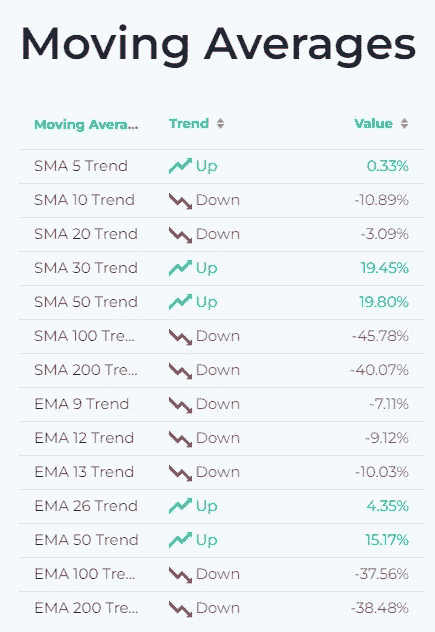 Moving Averages
Moving Avera... Trend Value
SMA 5 Trend Up 0.33%
SMA 10 Trend Down -10.89%
SMA 20 Trend Down -3.09%
SMA 30 Trend Up 19.45%
SMA 50 Trend Up 19.80%
SMA 100 Tre... Down -45.78%
SMA 200 Tre... Down -40.07%
EMA 9 Trend Down -7.11%
EMA 12 Trend Down -9.12%
EMA 13 Trend Down -10.03%
EMA 26 Trend Up 4.35%
EMA 50 Trend Up 15.17%
EMA 100 Tre... Down -37.56%
EMA 200 Tre... Down -38.48%